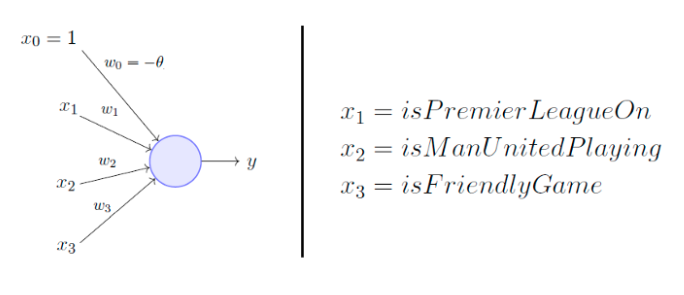 x₀ = 1
w₀ = −θ
x₁
w₁
w₂
y
x₂
w₃
x₃
x₁ = isPremierLeagueOn
x₂ = isManUnitedPlaying
x₃ = isFriendlyGame